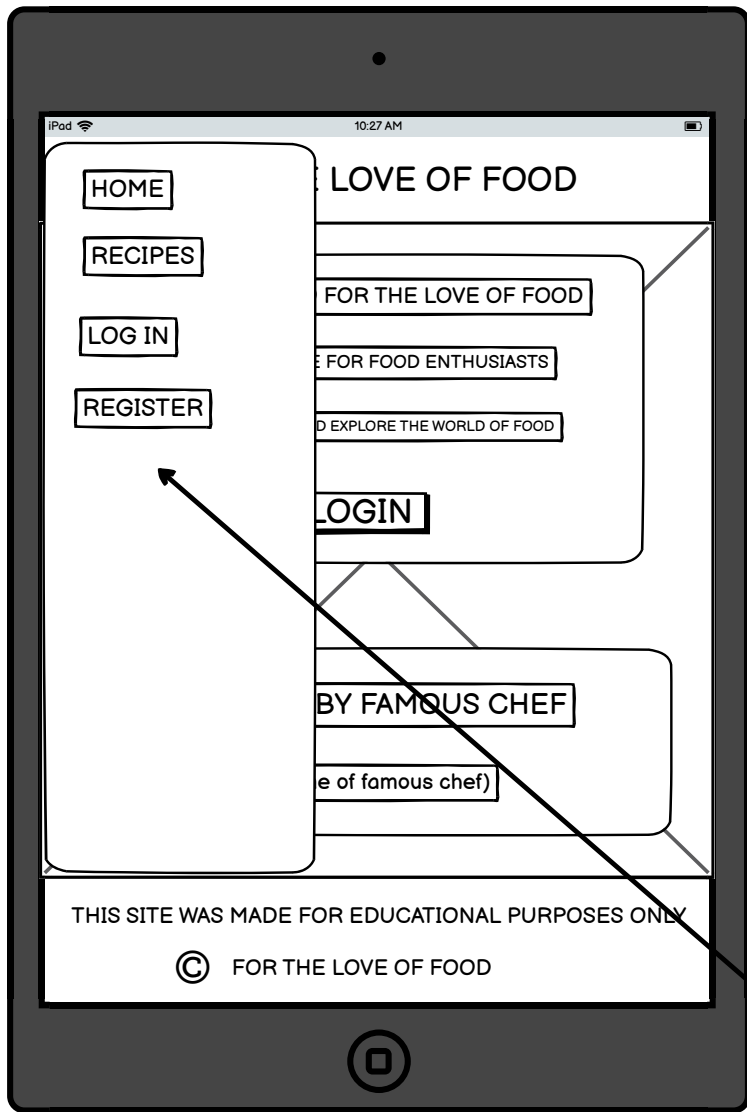 iPad 10:27 AM
LOVE OF FOOD
HOME
RECIPES
LOG IN
REGISTER
FOR THE LOVE OF FOOD
FOR FOOD ENTHUSIASTS
EXPLORE THE WORLD OF FOOD
LOGIN
BY FAMOUS CHEF
of famous chef)
THIS SITE WAS MADE FOR EDUCATIONAL PURPOSES ONLY
© FOR THE LOVE OF FOOD